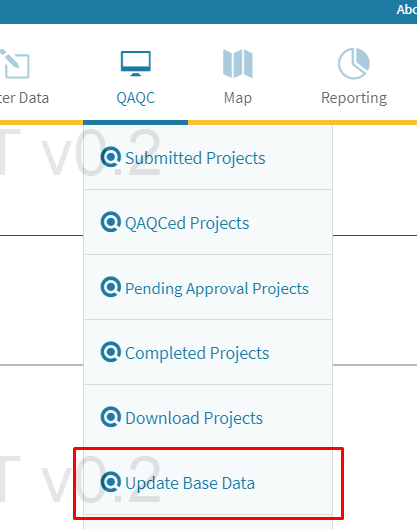 Abo
ter Data
QAQC
Map
Reporting
T v0.2
Submitted Projects
QAQCed Projects
Pending Approval Projects
Completed Projects
Download Projects
T v0.2
Update Base Data